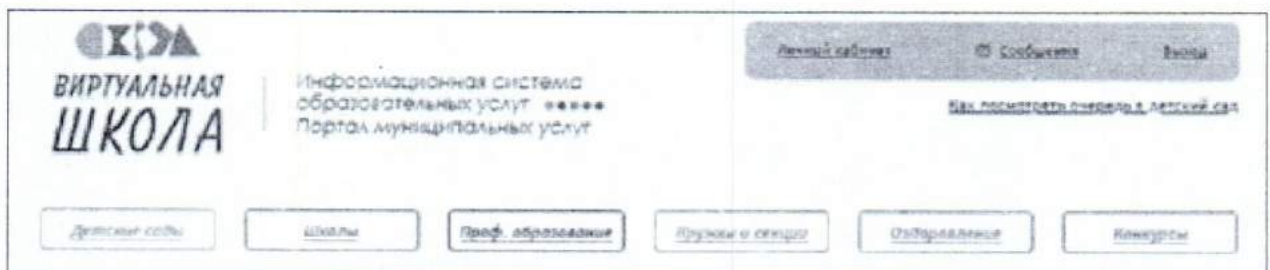 Личный кабинет
Сообщения
Выход
ВИРТУАЛЬНАЯ
ШКОЛА
Информационная система
образовательных услуг
Портал муниципальных услуг
Как посмотреть очередь в детский сад
Детские сады
Школы
Проф. образование
Кружки и секции
Оздоровление
Конкурсы